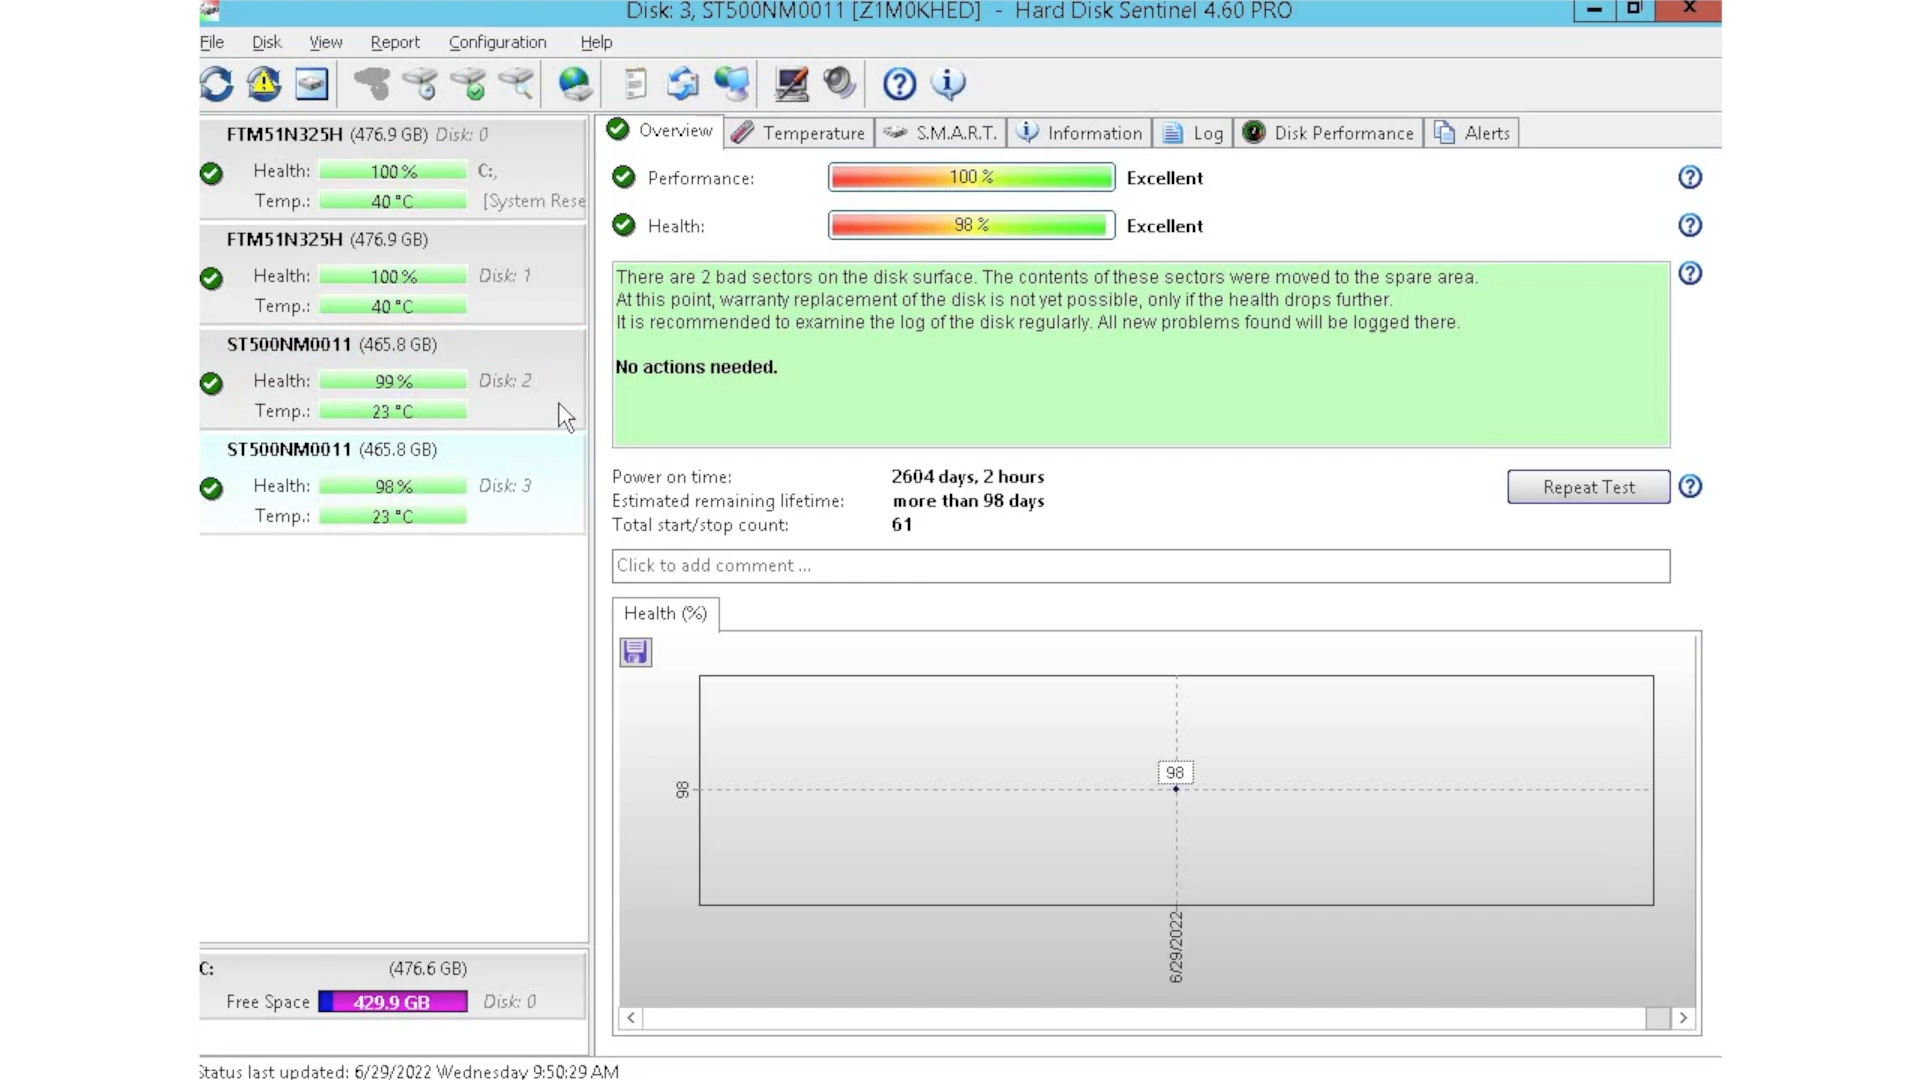 Disk: 3, ST500NM0011 [Z1M0KHED] - Hard Disk Sentinel 4.60 PRO
File Disk View Report Configuration Help
FTM51N325H (476.9 GB) Disk: 0
Health: 100 % C:,
Temp.: 40 °C [System Rese
FTM51N325H (476.9 GB)
Health: 100 % Disk: 1
Temp.: 40 °C
ST500NM0011 (465.8 GB)
Health: 99 % Disk: 2
Temp.: 23 °C
ST500NM0011 (465.8 GB)
Health: 98 % Disk: 3
Temp.: 23 °C
C: (476.6 GB)
Free Space 429.9 GB Disk: 0
Overview Temperature S.M.A.R.T. Information Log Disk Performance Alerts
Performance: 100 % Excellent
Health: 98 % Excellent
There are 2 bad sectors on the disk surface. The contents of these sectors were moved to the spare area.
At this point, warranty replacement of the disk is not yet possible, only if the health drops further.
It is recommended to examine the log of the disk regularly. All new problems found will be logged there.
No actions needed.
Power on time: 2604 days, 2 hours
Estimated remaining lifetime: more than 98 days
Total start/stop count: 61
Repeat Test
Click to add comment ...
Health (%)
98
98
6/29/2022
Status last updated: 6/29/2022 Wednesday 9:50:29 AM